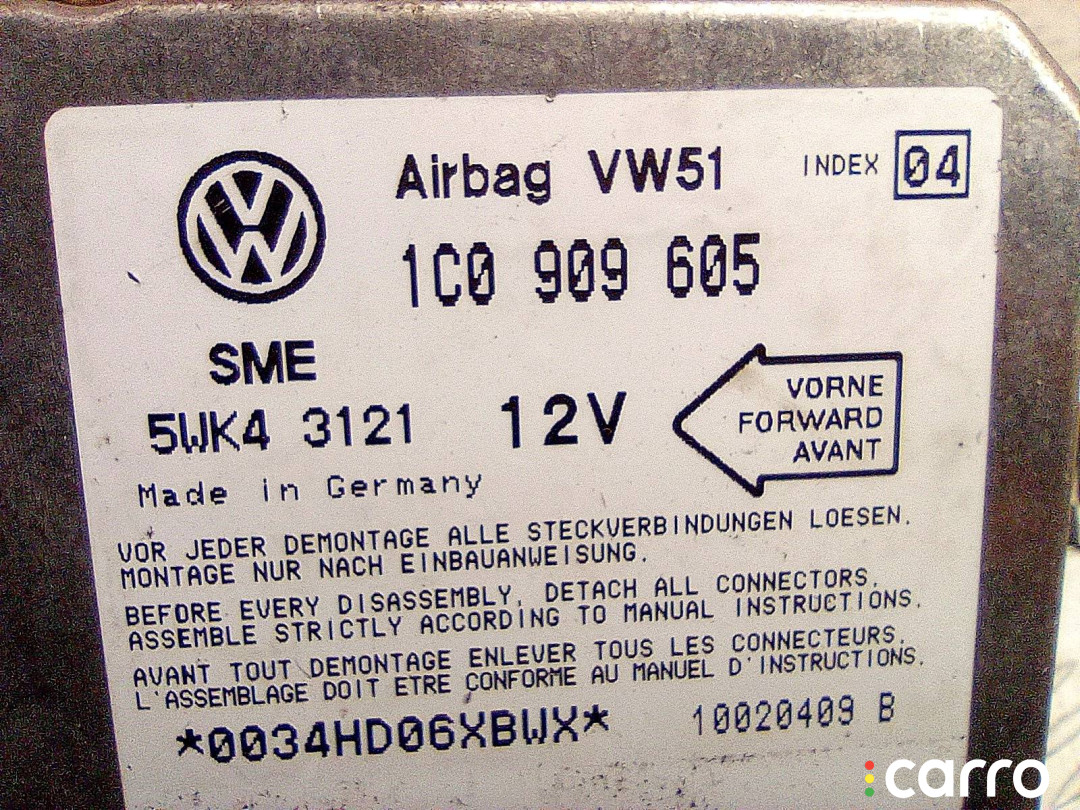 Airbag VW51 INDEX 04
1C0 909 605
SME
5WK4 3121 12V
VORNE
FORWARD
AVANT
Made in Germany
VOR JEDER DEMONTAGE ALLE STECKVERBINDUNGEN LOESEN.
MONTAGE NUR NACH EINBAUANWEISUNG.
BEFORE EVERY DISASSEMBLY, DETACH ALL CONNECTORS.
ASSEMBLE STRICTLY ACCORDING TO MANUAL INSTRUCTIONS.
AVANT TOUT DEMONTAGE ENLEVER TOUS LES CONNECTEURS.
L'ASSEMBLAGE DOIT ETRE CONFORME AU MANUEL D'INSTRUCTIONS.
*0034HD06XBWX* 10020409 B
carro